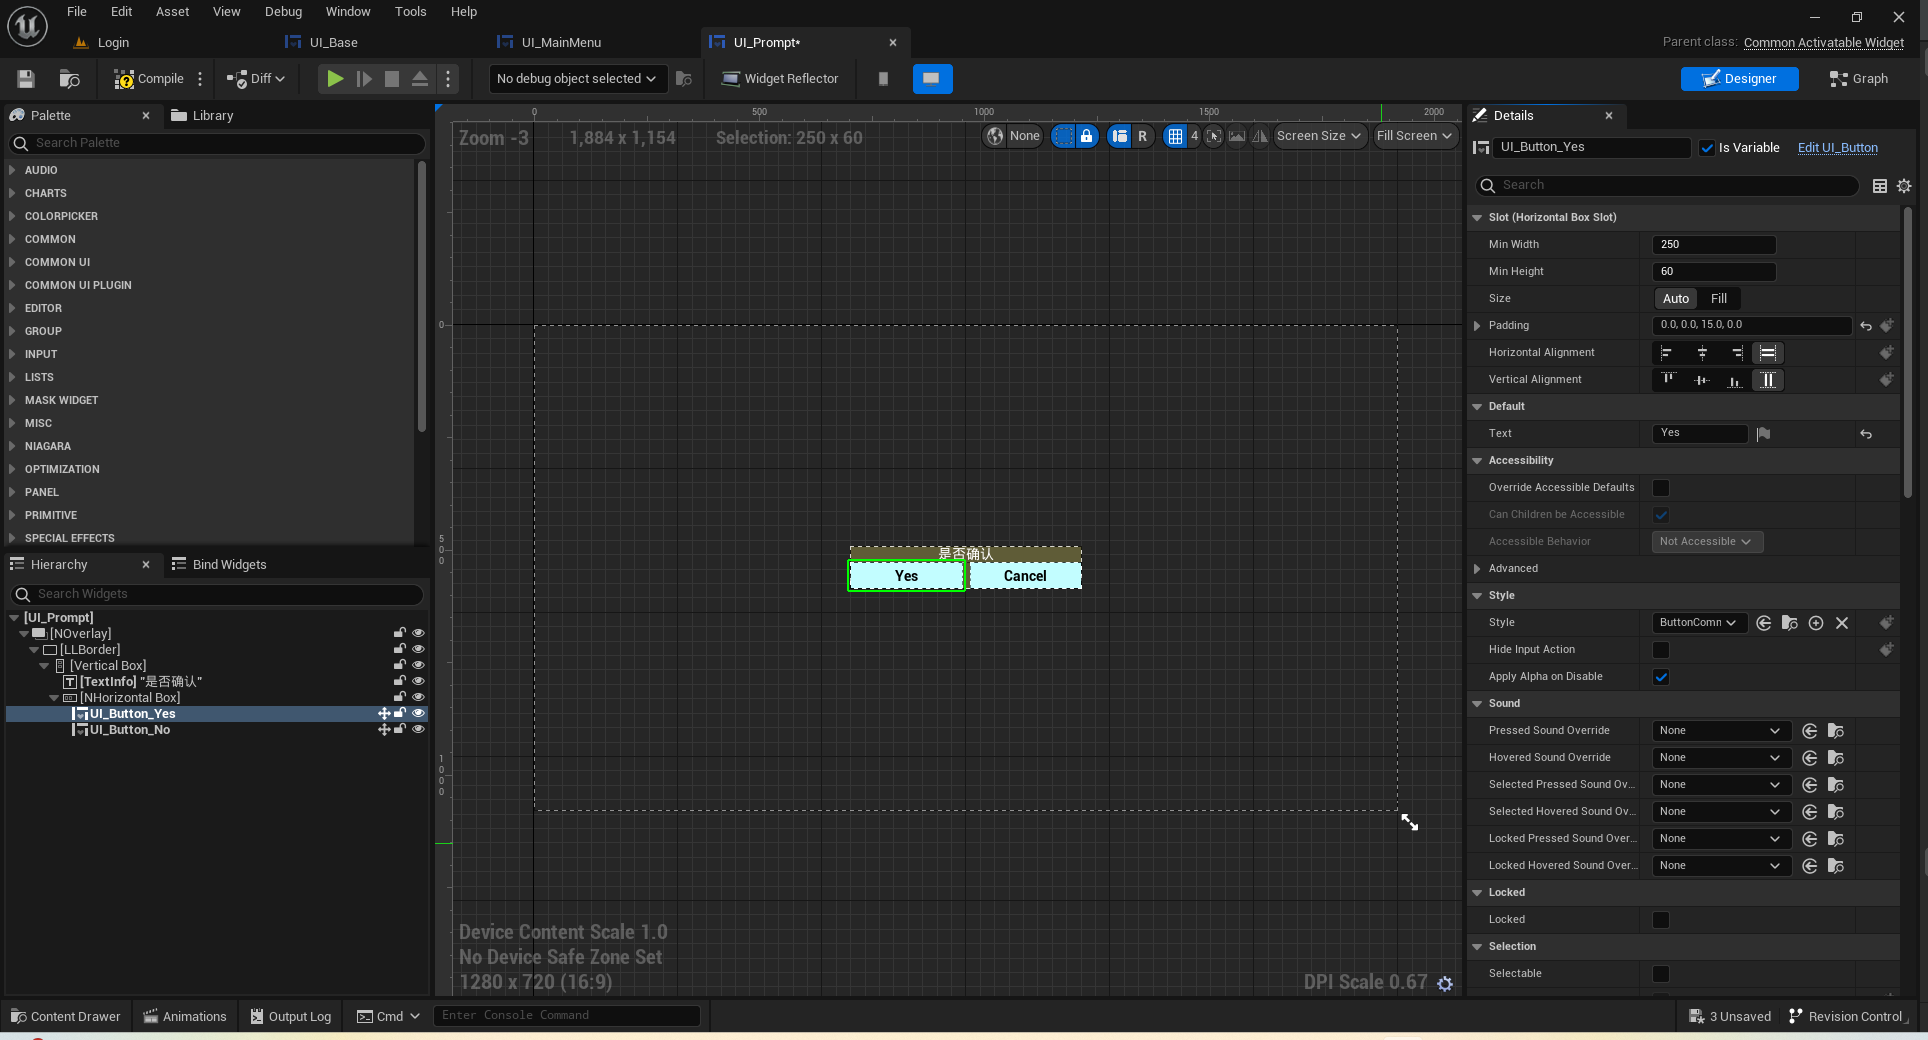 File Edit Asset View Debug Window Tools Help
Login UI_Base UI_MainMenu UI_Prompt*
Parent class: Common Activatable Widget
Compile Diff No debug object selected Widget Reflector Designer Graph
Palette Library
Search Palette
AUDIO
CHARTS
COLORPICKER
COMMON
COMMON UI
COMMON UI PLUGIN
EDITOR
GROUP
INPUT
LISTS
MASK WIDGET
MISC
NIAGARA
OPTIMIZATION
PANEL
PRIMITIVE
SPECIAL EFFECTS
Hierarchy Bind Widgets
Search Widgets
[UI_Prompt]
[NOverlay]
[LLBorder]
[Vertical Box]
[TextInfo] "是否确认"
[NHorizontal Box]
UI_Button_Yes
UI_Button_No
0 500 1000 1500 2000
Zoom -3 1,884 x 1,154 Selection: 250 x 60
None R 4 Screen Size Fill Screen
0
500
1000
是否确认
Yes Cancel
Device Content Scale 1.0
No Device Safe Zone Set
1280 x 720 (16:9)
DPI Scale 0.67
Details
UI_Button_Yes Is Variable Edit UI_Button
Search
Slot (Horizontal Box Slot)
Min Width 250
Min Height 60
Size Auto Fill
Padding 0.0, 0.0, 15.0, 0.0
Horizontal Alignment
Vertical Alignment
Default
Text Yes
Accessibility
Override Accessible Defaults
Can Children be Accessible
Accessible Behavior Not Accessible
Advanced
Style
Style ButtonComm
Hide Input Action
Apply Alpha on Disable
Sound
Pressed Sound Override None
Hovered Sound Override None
Selected Pressed Sound Ov... None
Selected Hovered Sound Ov... None
Locked Pressed Sound Over... None
Locked Hovered Sound Over... None
Locked
Locked
Selection
Selectable
Content Drawer Animations Output Log Cmd Enter Console Command
3 Unsaved Revision Control